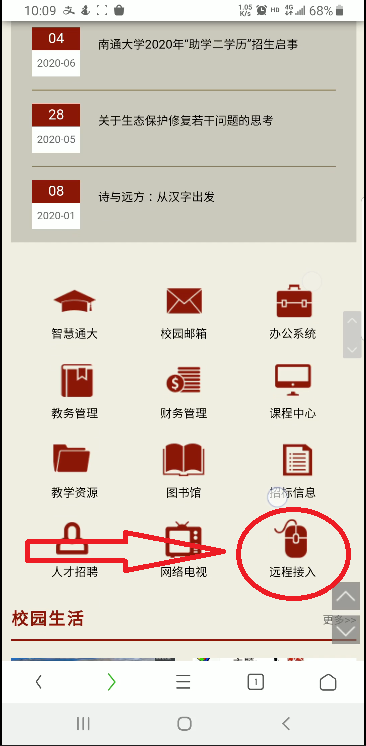 10:09
1.05 K/s HD 4G 68%
04
2020-06
南通大学2020年“助学二学历”招生启事
28
2020-05
关于生态保护修复若干问题的思考
08
2020-01
诗与远方：从汉字出发
智慧通大 校园邮箱 办公系统
教务管理 财务管理 课程中心
教学资源 图书馆 招标信息
人才招聘 网络电视 远程接入
校园生活 更多>>
1